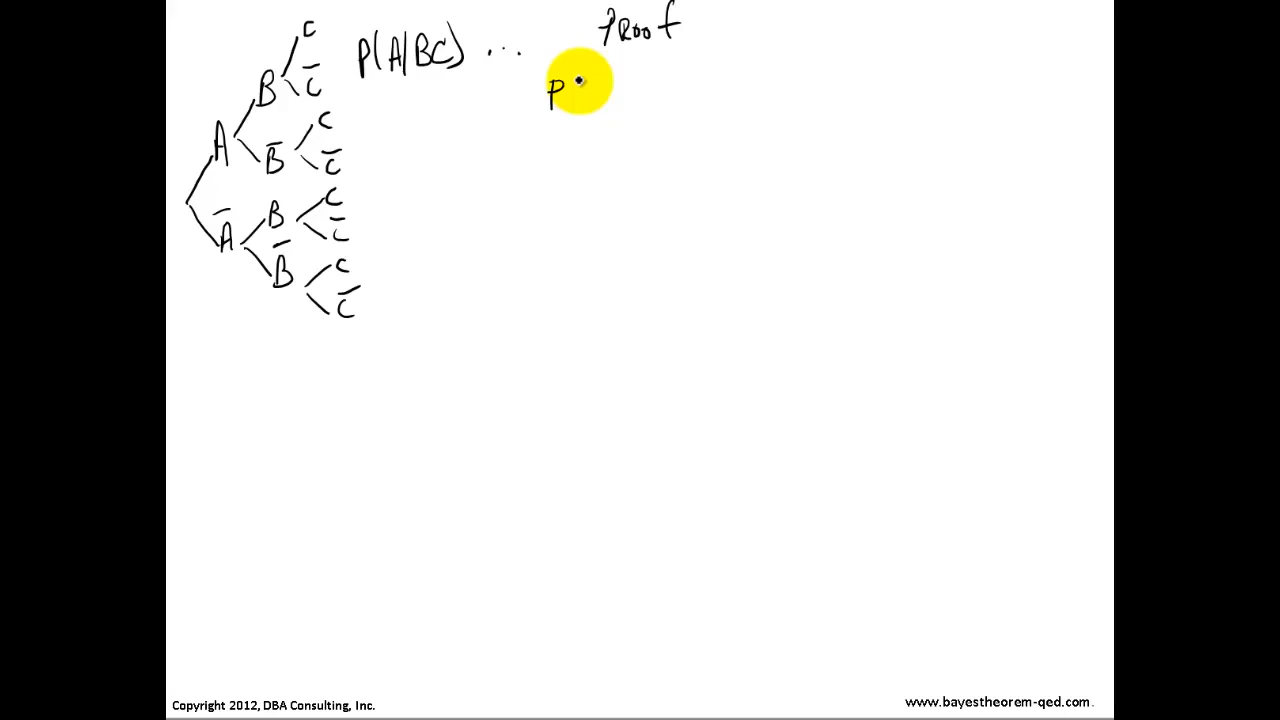 Proof
C
P(A/BC) ...
B
C̅
P
C
A
B̅
C̅
C
B
C̅
A̅
C
B̅
C̅
Copyright 2012, DBA Consulting, Inc.
www.bayestheorem-qed.com.